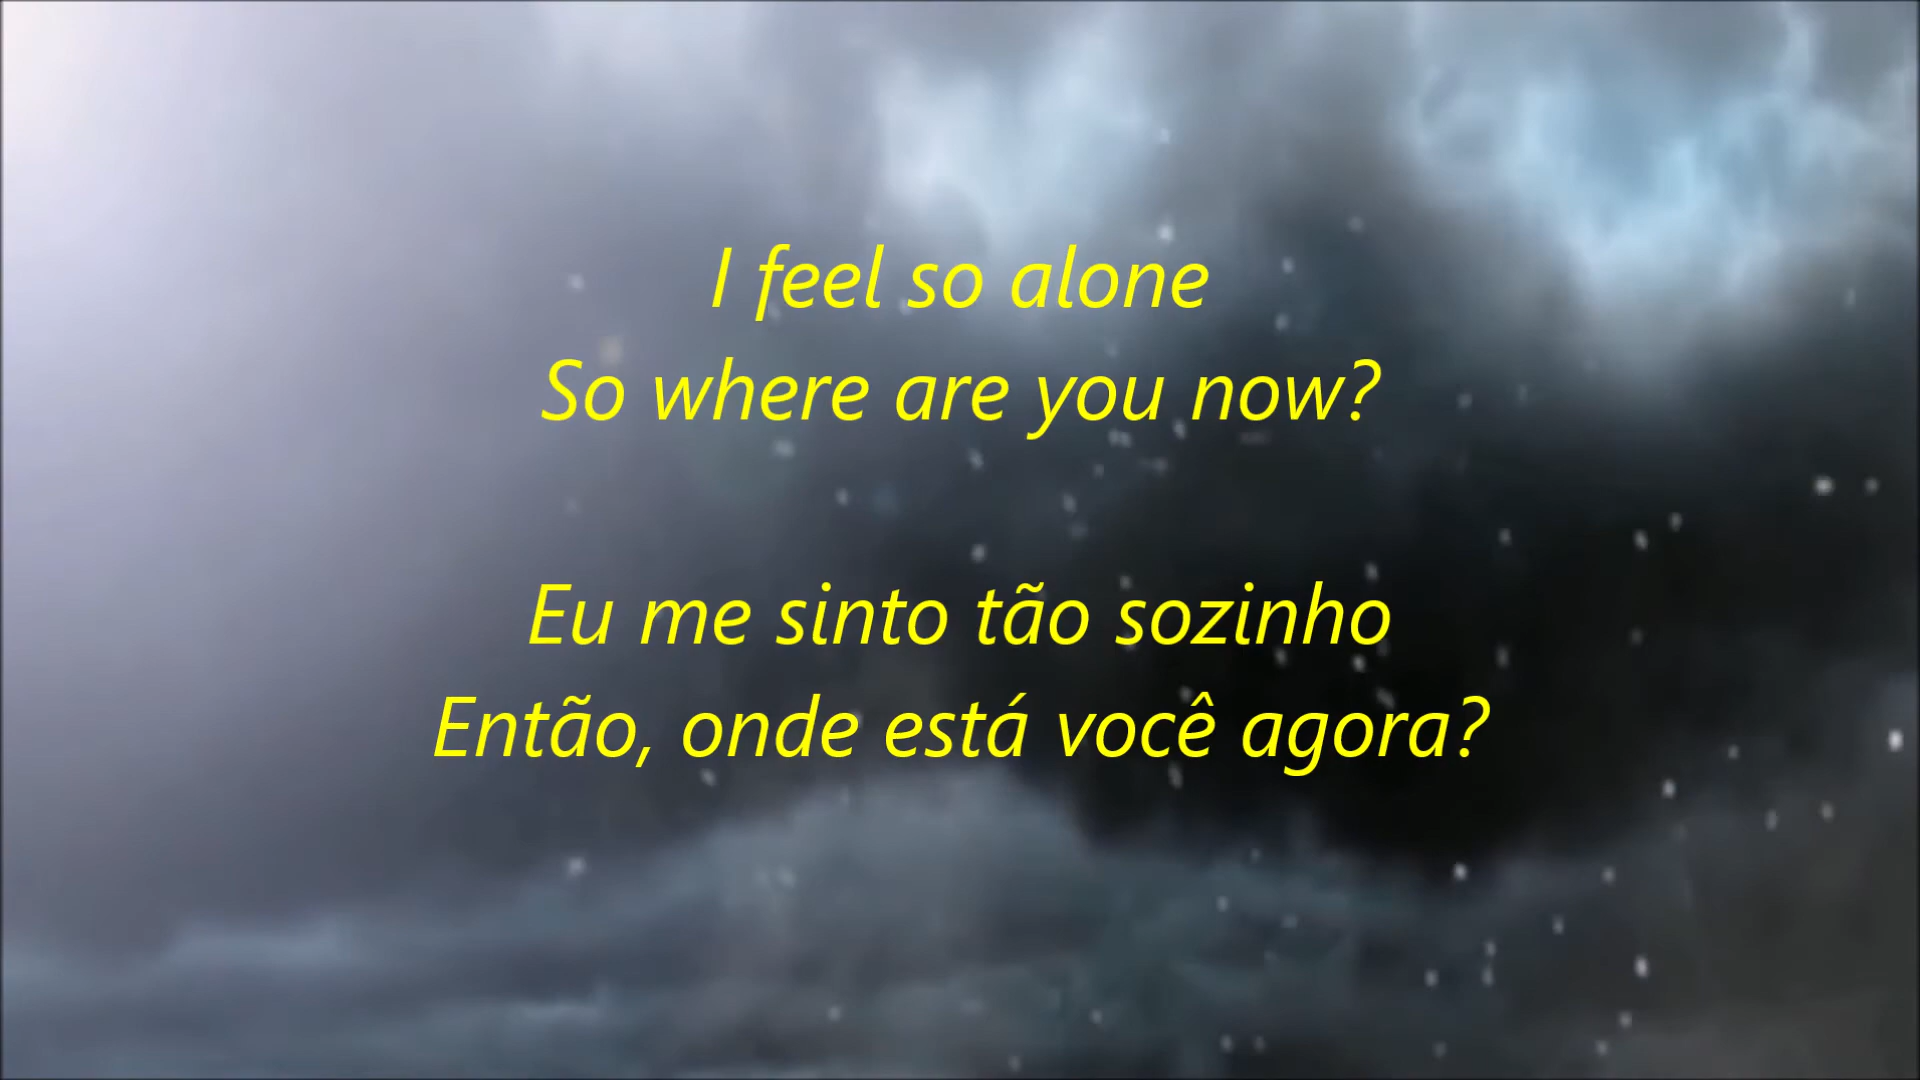 I feel so alone
So where are you now?
Eu me sinto tão sozinho
Então, onde está você agora?